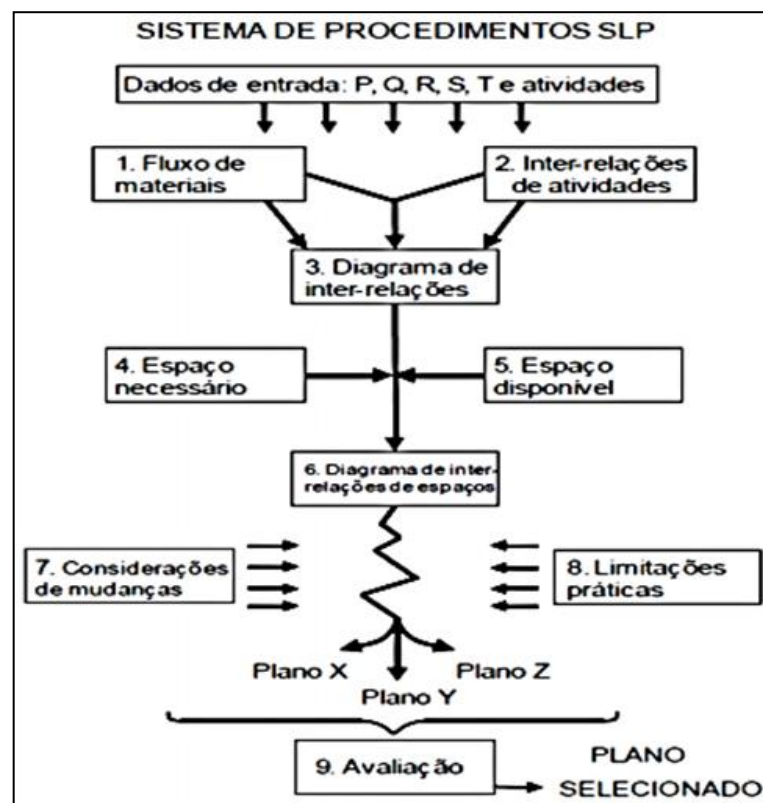 SISTEMA DE PROCEDIMENTOS SLP
Dados de entrada: P, Q, R, S, T e atividades
1. Fluxo de
materiais
2. Inter-relações
de atividades
3. Diagrama de
inter-relações
4. Espaço
necessário
5. Espaço
disponível
6. Diagrama de inter-
relações de espaços
7. Considerações
de mudanças
8. Limitações
práticas
Plano X
Plano Z
Plano Y
9. Avaliação
PLANO
SELECIONADO